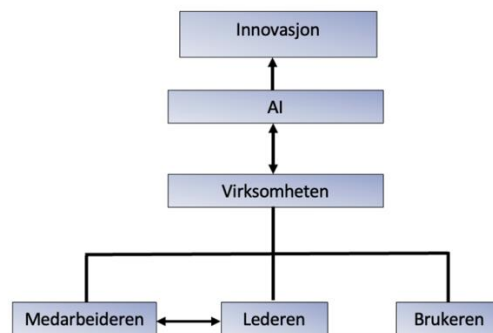 Innovasjon
AI
Virksomheten
Medarbeideren
Lederen
Brukeren